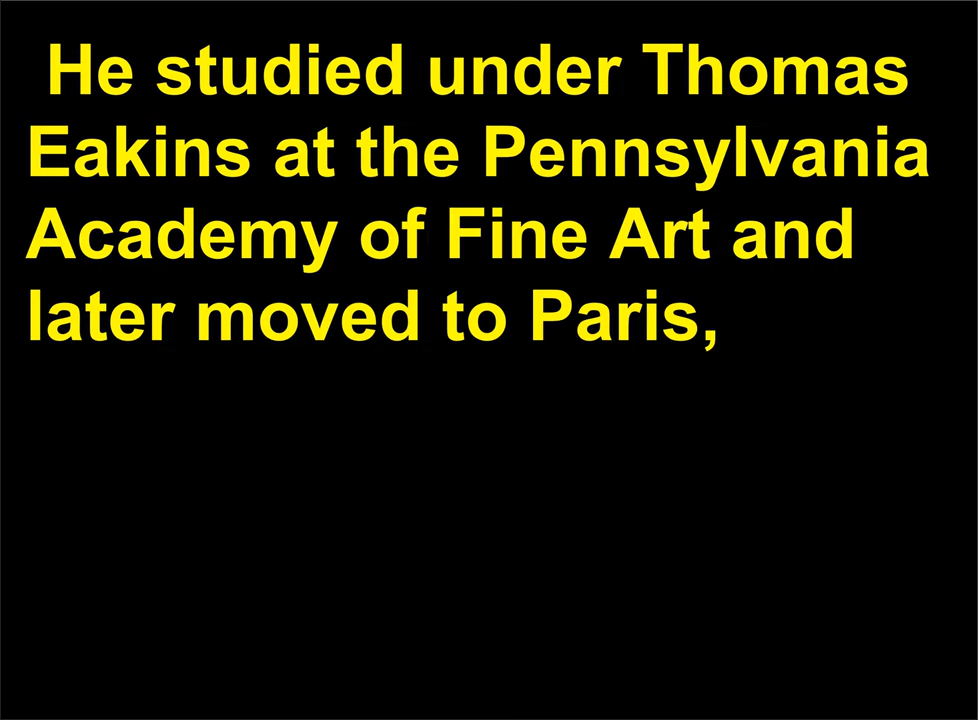 He studied under Thomas
Eakins at the Pennsylvania
Academy of Fine Art and
later moved to Paris,